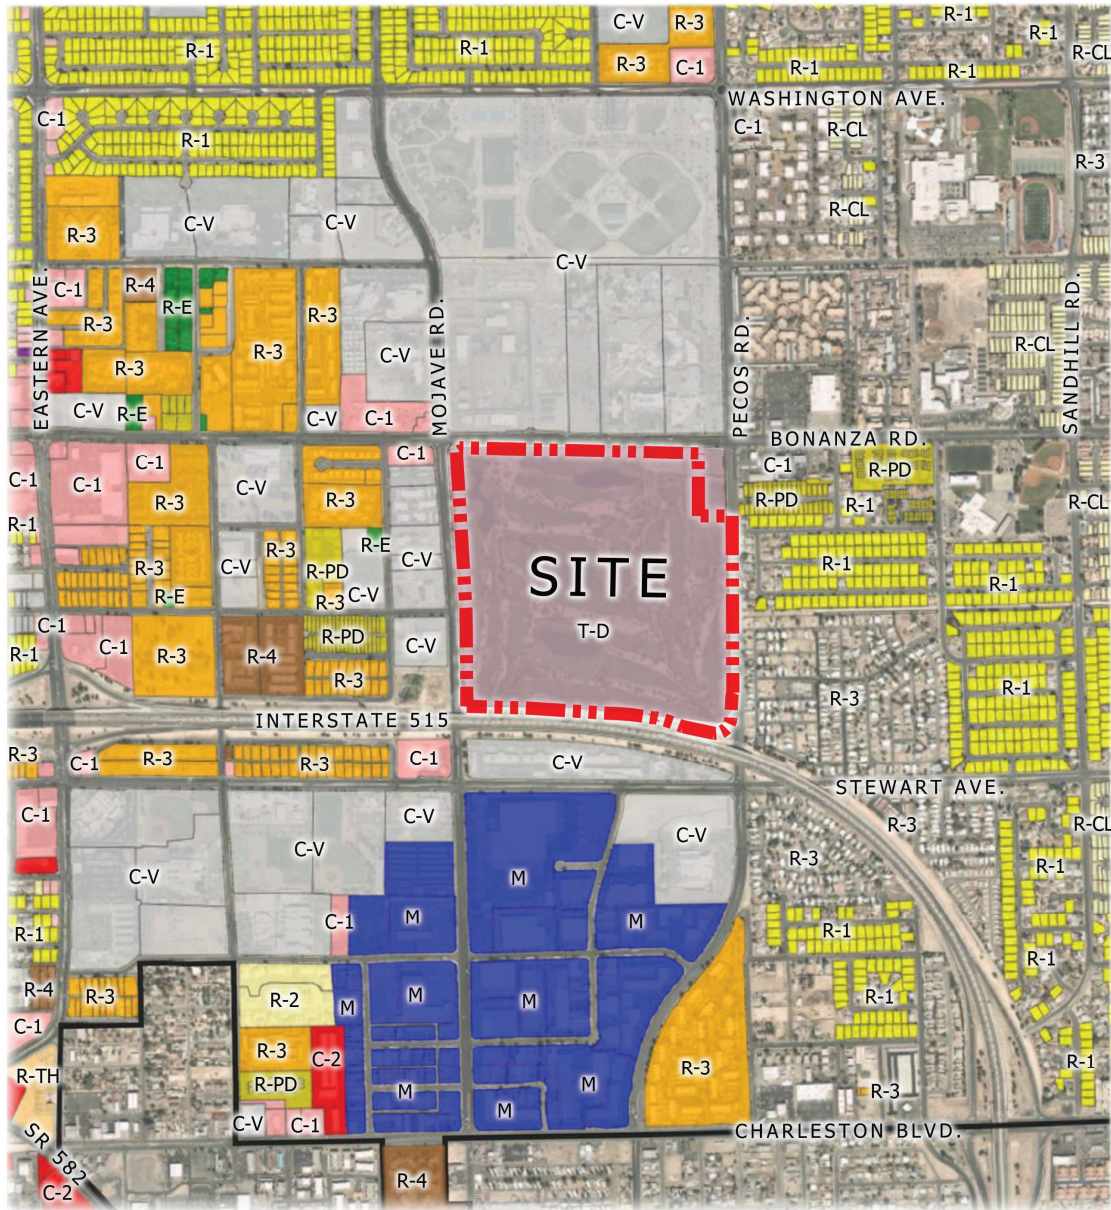 C-V
R-3
R-1
R-1
R-1
R-1
R-CL
R-3
C-1
R-1
R-1
WASHINGTON AVE.
C-1
C-1
R-CL
R-1
R-3
R-CL
C-V
C-V
R-3
C-V
EASTERN AVE.
MOJAVE RD.
PECOS RD.
SANDHILL RD.
C-1
R-4
R-E
R-3
R-3
R-3
R-CL
C-V
R-3
C-V
R-E
C-V
C-1
BONANZA RD.
C-1
C-1
C-1
C-1
R-PD
C-1
C-V
R-3
R-3
R-PD
R-1
R-CL
R-1
R-E
C-V
R-3
C-V
R-3
R-PD
SITE
R-1
R-1
R-E
R-3
C-V
C-1
T-D
R-1
C-1
R-3
R-4
R-PD
C-V
R-3
R-1
R-3
INTERSTATE 515
R-3
C-1
R-3
R-3
C-1
C-V
STEWART AVE.
C-1
C-V
R-3
R-CL
C-V
C-V
R-3
R-1
C-V
M
C-1
M
M
R-1
R-1
R-1
R-4
R-3
R-2
M
M
M
R-1
C-1
R-3
C-2
R-3
R-1
R-TH
R-PD
M
M
R-3
C-V
C-1
M
CHARLESTON BLVD.
SR 582
C-2
R-4